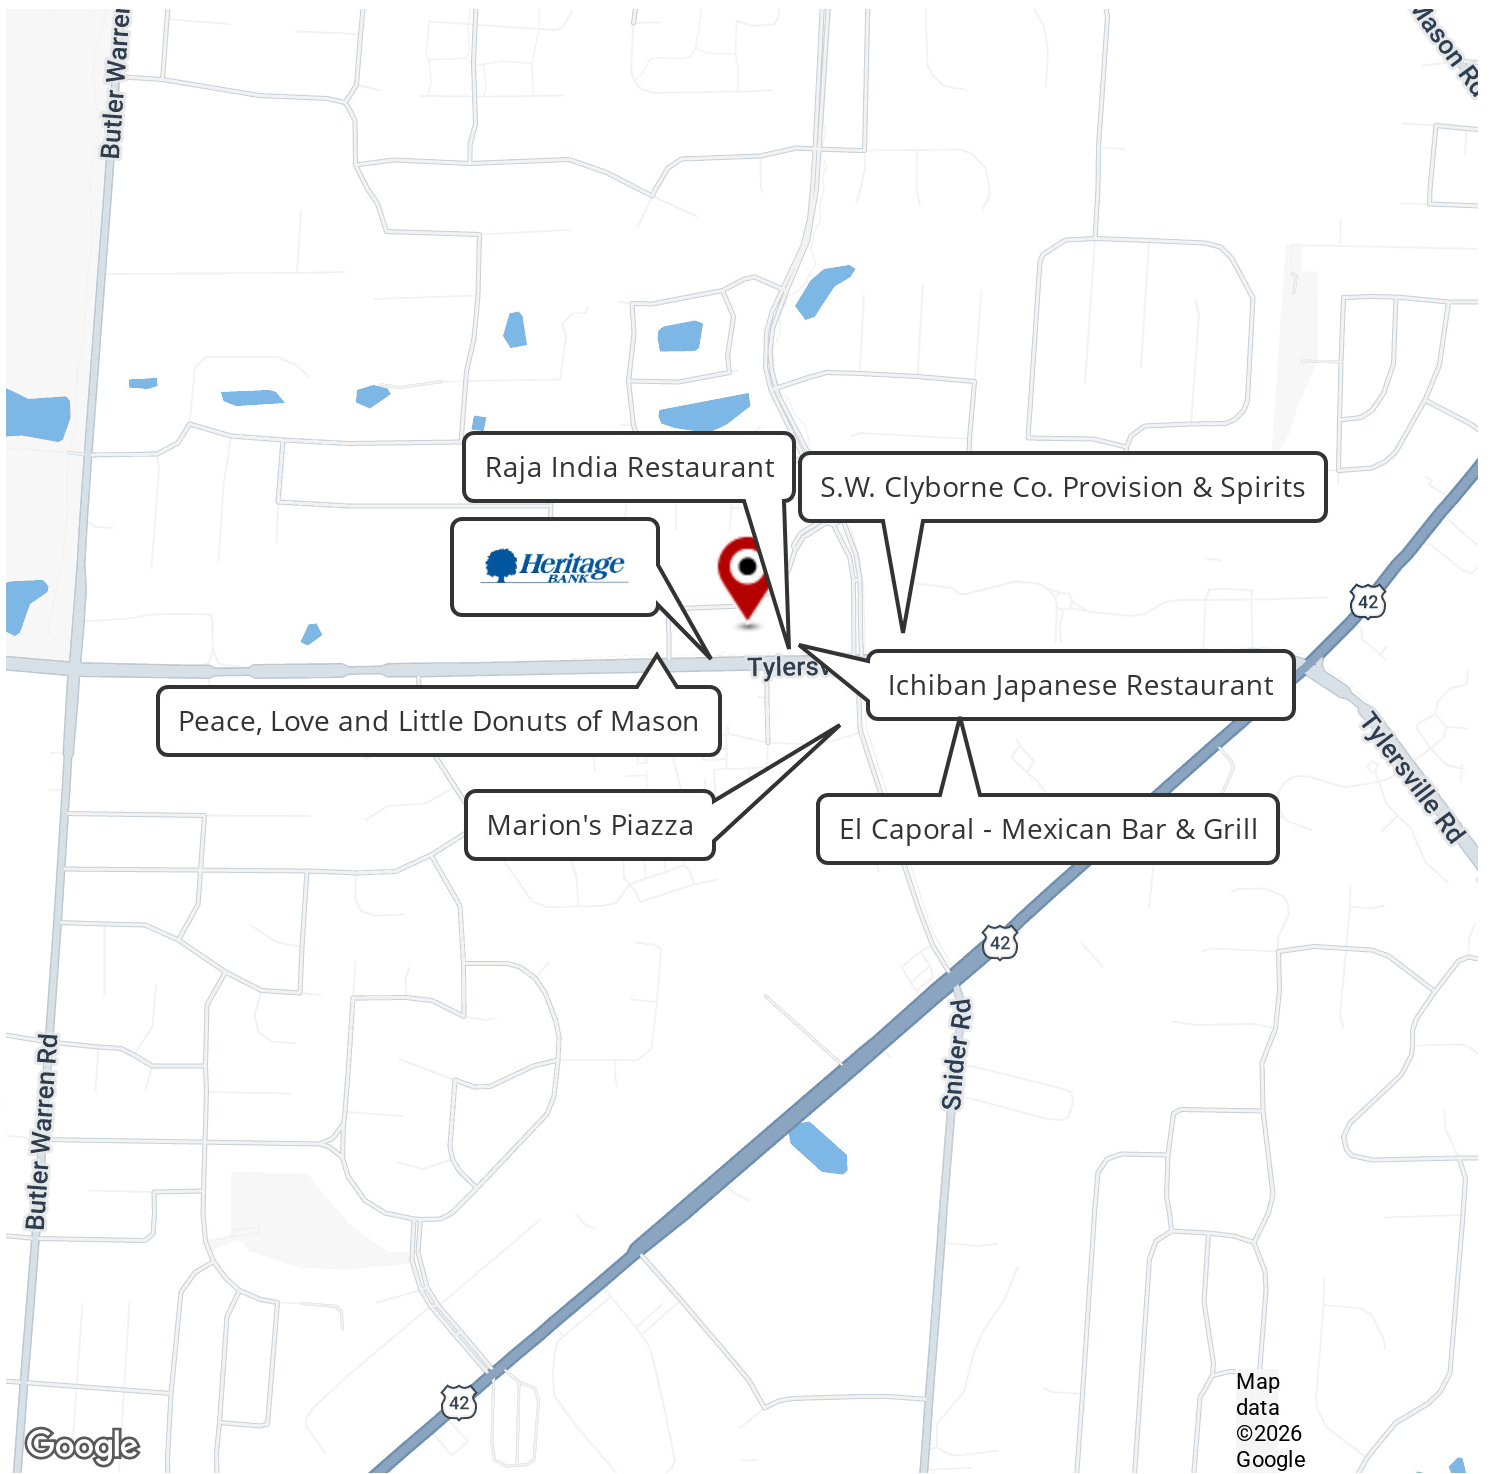 Butler Warren
Mason Rd
Raja India Restaurant
S.W. Clyborne Co. Provision & Spirits
Heritage
BANK
42
Tylersv
Ichiban Japanese Restaurant
Peace, Love and Little Donuts of Mason
Tylersville Rd
Marion's Piazza
El Caporal - Mexican Bar & Grill
42
Snider Rd
Butler Warren Rd
42
Google
Map
data
©2026
Google